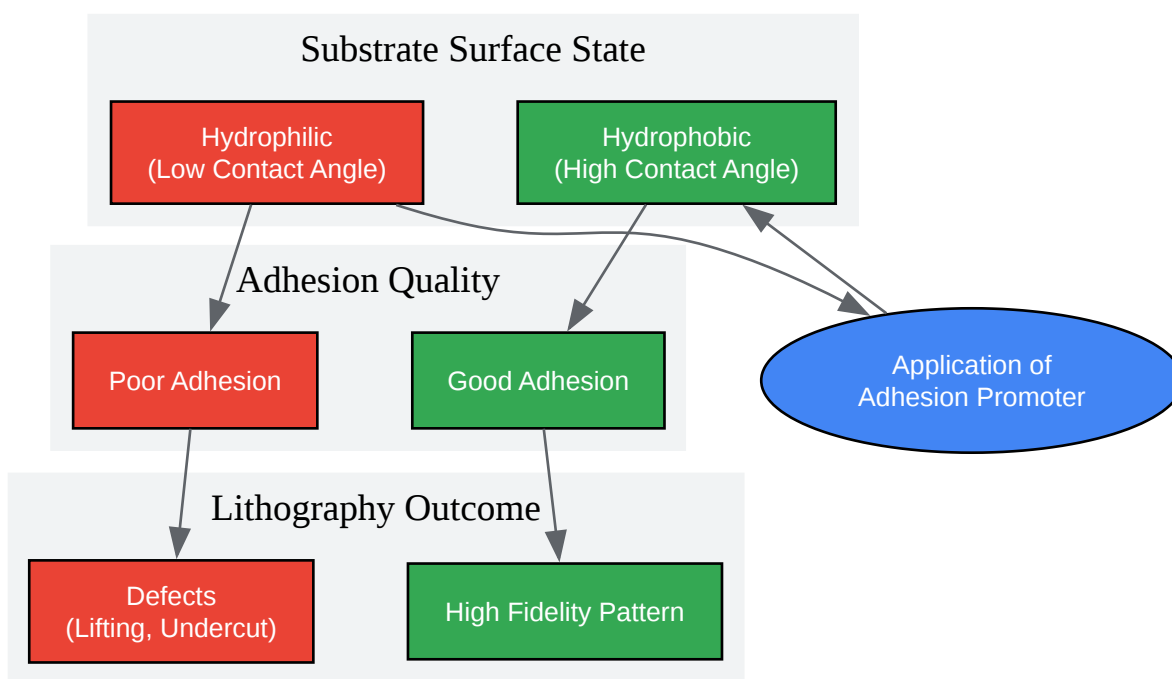 Substrate Surface State
Hydrophilic
(Low Contact Angle)
Hydrophobic
(High Contact Angle)
Adhesion Quality
Poor Adhesion
Good Adhesion
Application of
Adhesion Promoter
Lithography Outcome
Defects
(Lifting, Undercut)
High Fidelity Pattern